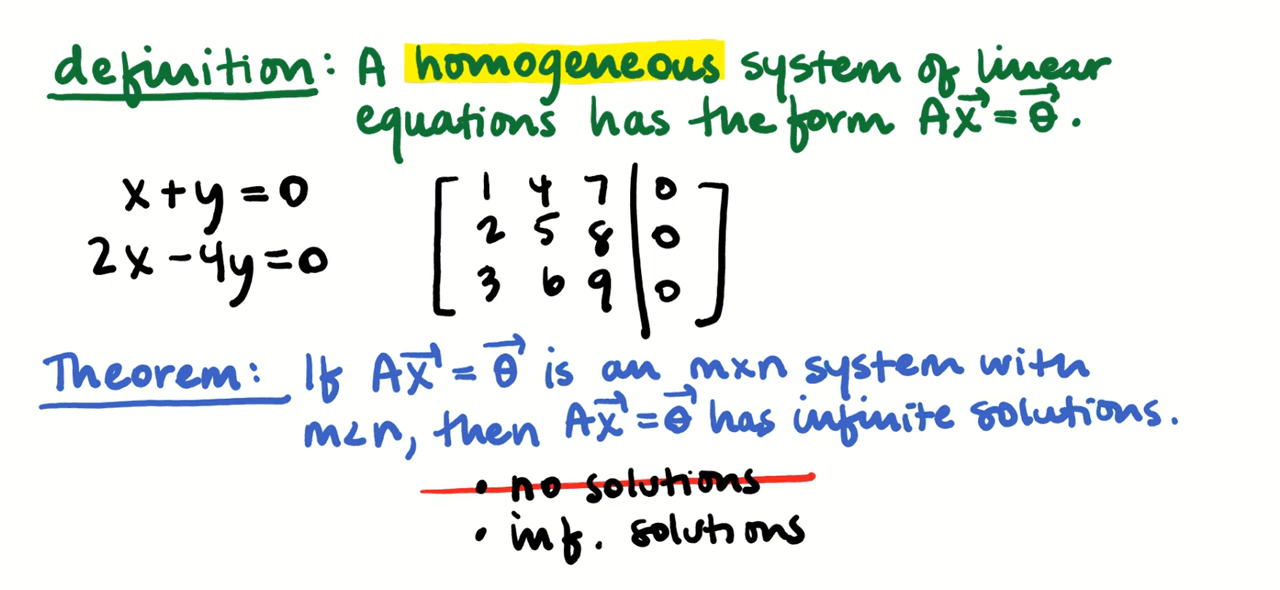 definition: A homogeneous system of linear
equations has the form Ax⃗ = θ⃗.
x + y = 0
2x - 4y = 0
[ 1 4 7 | 0 ]
2 5 8 | 0
3 6 9 | 0
Theorem: If Ax⃗ = θ⃗ is an m×n system with
m<n, then Ax⃗ = θ⃗ has infinite solutions.
• no solutions
• inf. solutions